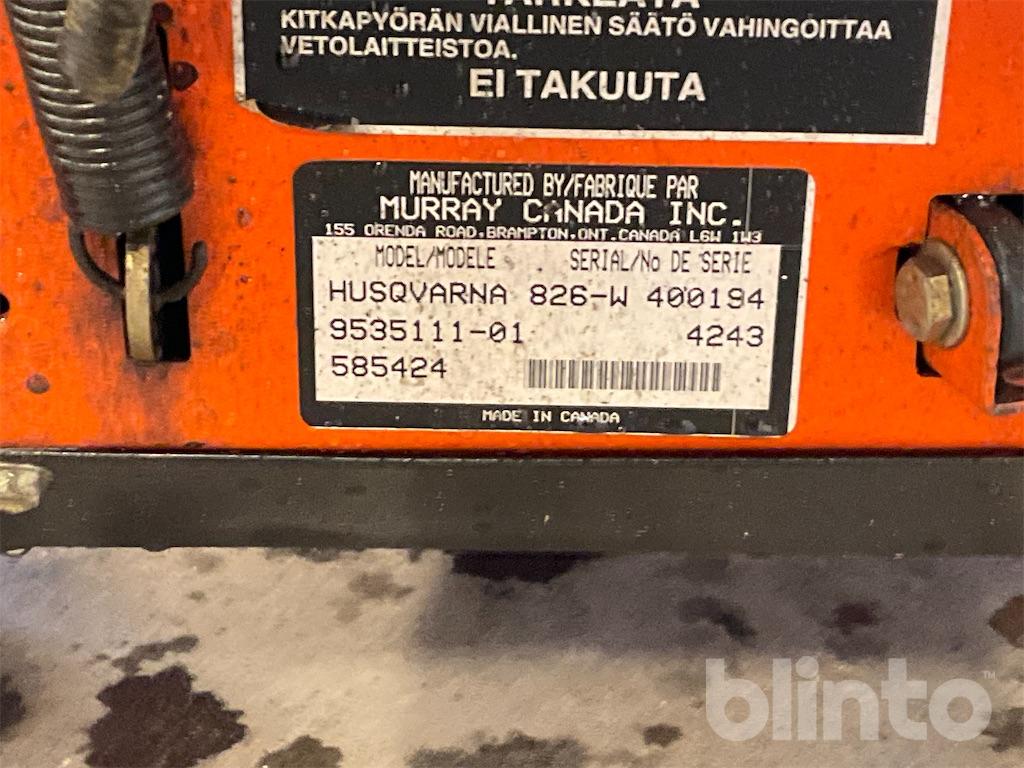 TÄRKEÄTÄ
KITKAPYÖRÄN VIALLINEN SÄÄTÖ VAHINGOITTAA
VETOLAITTEISTOA.
EI TAKUUTA
MANUFACTURED BY/FABRIQUE PAR
MURRAY CANADA INC.
155 ORENDA ROAD.BRAMPTON.ONT.CANADA L6W 1W3
MODEL/MODELE SERIAL/No DE SERIE
HUSQVARNA 826-W 400194
9535111-01 4243
585424
MADE IN CANADA
blinto™